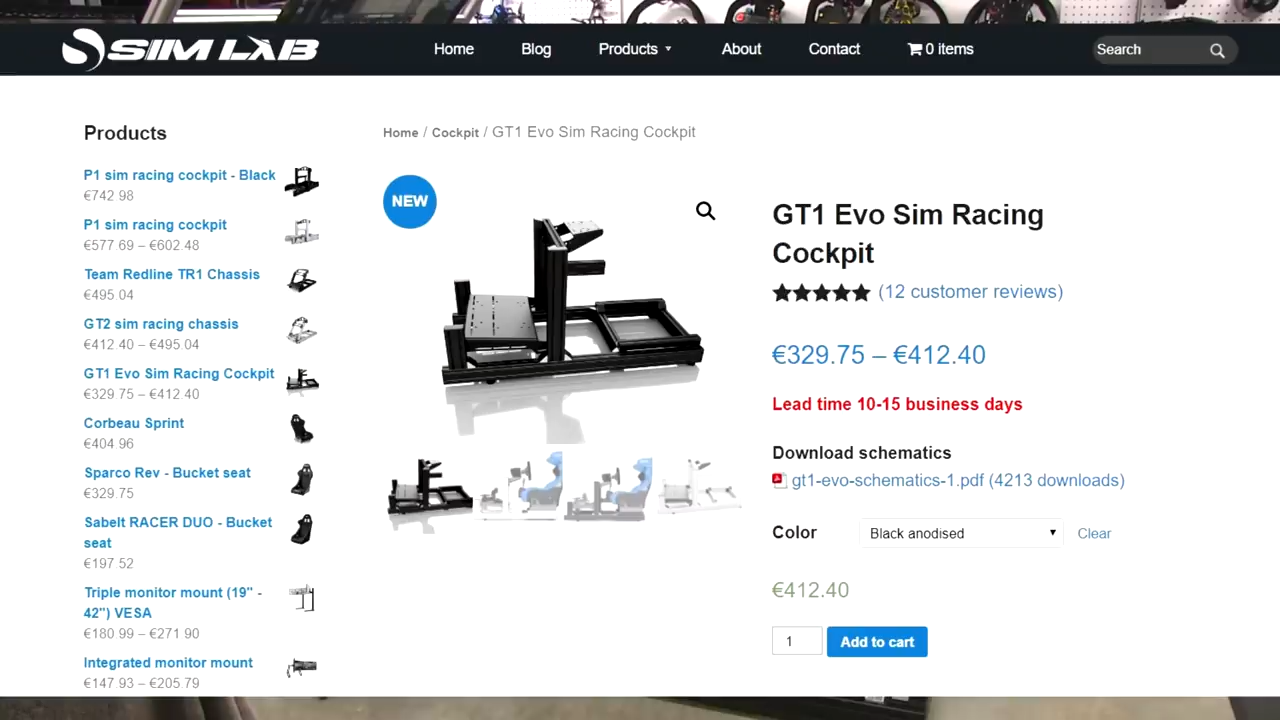 SIM LAB
Home
Blog
Products
About
Contact
0 items
Search
Products
P1 sim racing cockpit - Black
€742 98
P1 sim racing cockpit
€577 69 – €602.48
Team Redline TR1 Chassis
€495 04
GT2 sim racing chassis
€412 40 – €495.04
GT1 Evo Sim Racing Cockpit
€329 75 – €412.40
Corbeau Sprint
€404 96
Sparco Rev - Bucket seat
€329.75
Sabelt RACER DUO - Bucket
seat
€197 52
Triple monitor mount (19" -
42") VESA
€180 99 – €271 90
Integrated monitor mount
€147.93 – €205.79
Home / Cockpit / GT1 Evo Sim Racing Cockpit
NEW
GT1 Evo Sim Racing
Cockpit
(12 customer reviews)
€329.75 – €412.40
Lead time 10-15 business days
Download schematics
gt1-evo-schematics-1.pdf (4213 downloads)
Color
Black anodised
Clear
€412.40
1
Add to cart